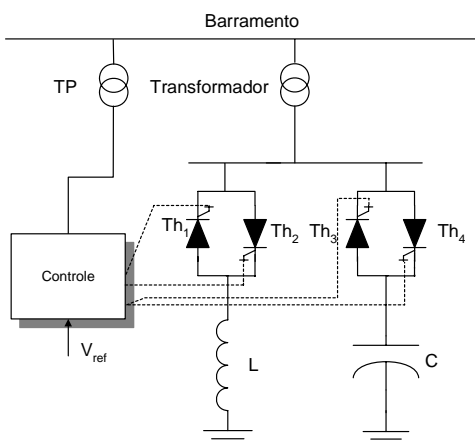 Barramento
TP
Transformador
Th1
Th2
Th3
Th4
Controle
Vref
L
C